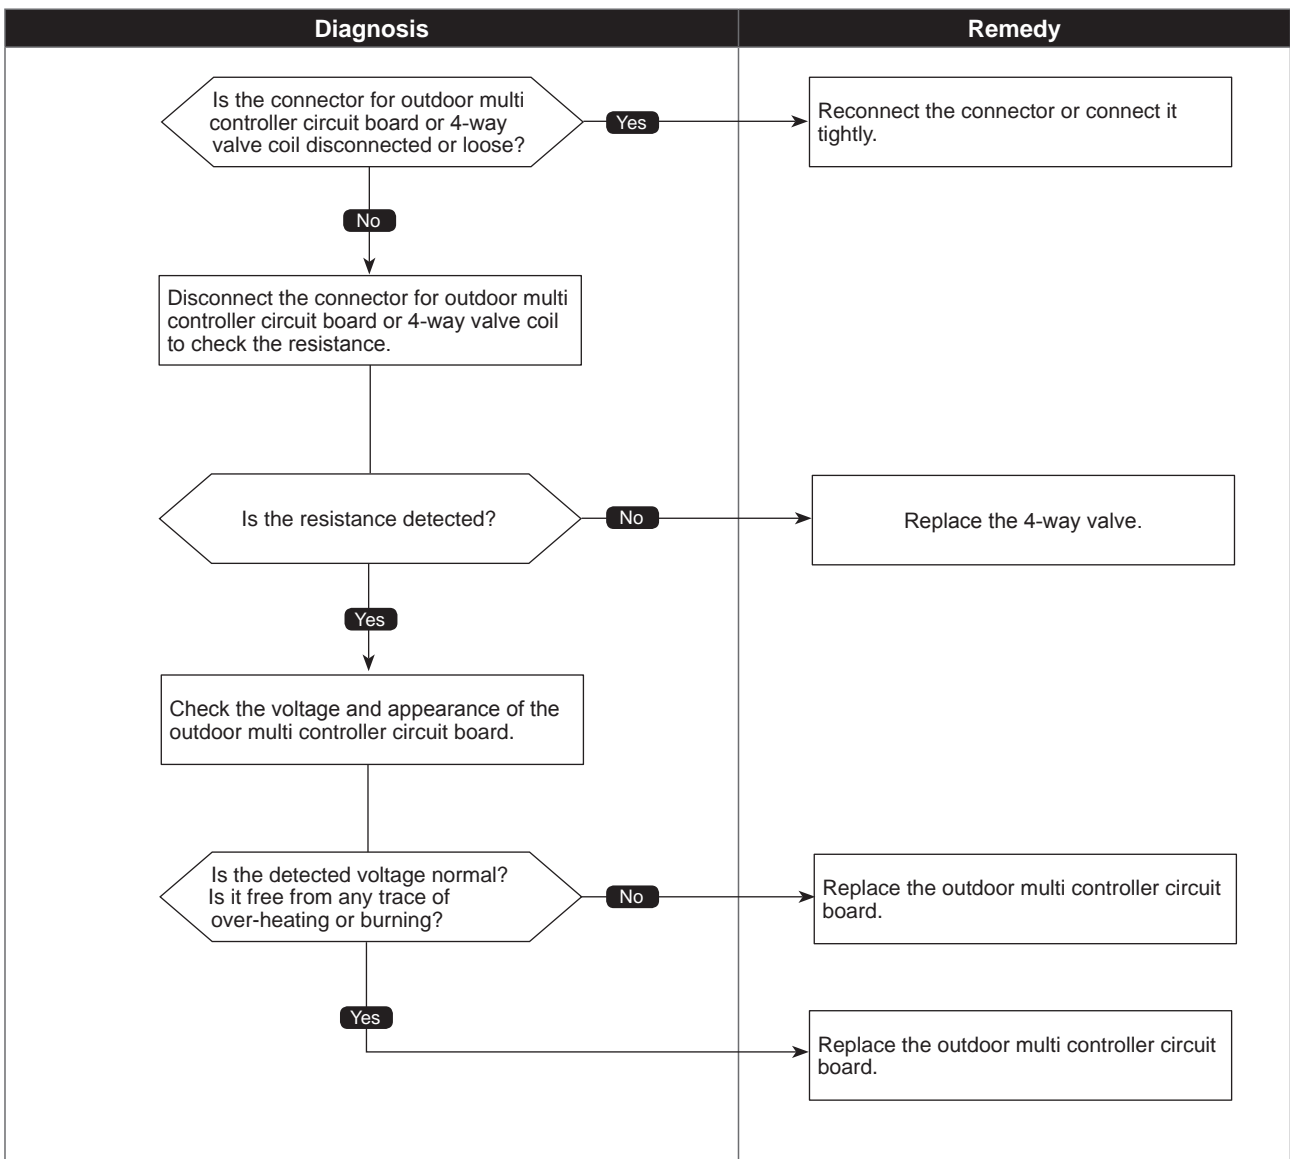 Diagnosis
Remedy
Is the connector for outdoor multi
controller circuit board or 4-way
valve coil disconnected or loose?
Yes
Reconnect the connector or connect it
tightly.
No
Disconnect the connector for outdoor multi
controller circuit board or 4-way valve coil
to check the resistance.
Is the resistance detected?
No
Replace the 4-way valve.
Yes
Check the voltage and appearance of the
outdoor multi controller circuit board.
Is the detected voltage normal?
Is it free from any trace of
over-heating or burning?
No
Replace the outdoor multi controller circuit
board.
Yes
Replace the outdoor multi controller circuit
board.